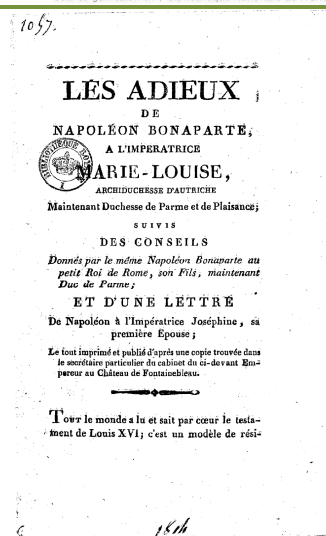 1057.
LES ADIEUX ;
DE
NAPOLÉON BONAPARTE,
A L'IMPERATRICE
MARIE-LOUISE,
ARCHIDUCHESSE D'AUTRICHE
Maintenant Duchesse de Parme et de Plaisance;
SUIVIS
DES CONSEILS
Donnés par le même Napoléon Bonaparte au
petit Roi de Rome, son Fils, maintenant
Duc de Parme;
ET D'UNE LETTRE
De Napoléon à l'Impératrice Joséphine, sa
première Epouse;
Le tout imprimé et publié d'après une copie trouvée dans
le secrétaire particulier du cabinet du ci-devant Em-
pereur au Château de Fontainebleau.
TOUT le monde a lu et sait par cœur le testa-
ment de Louis XVI; c'est un modèle de rési-
1814